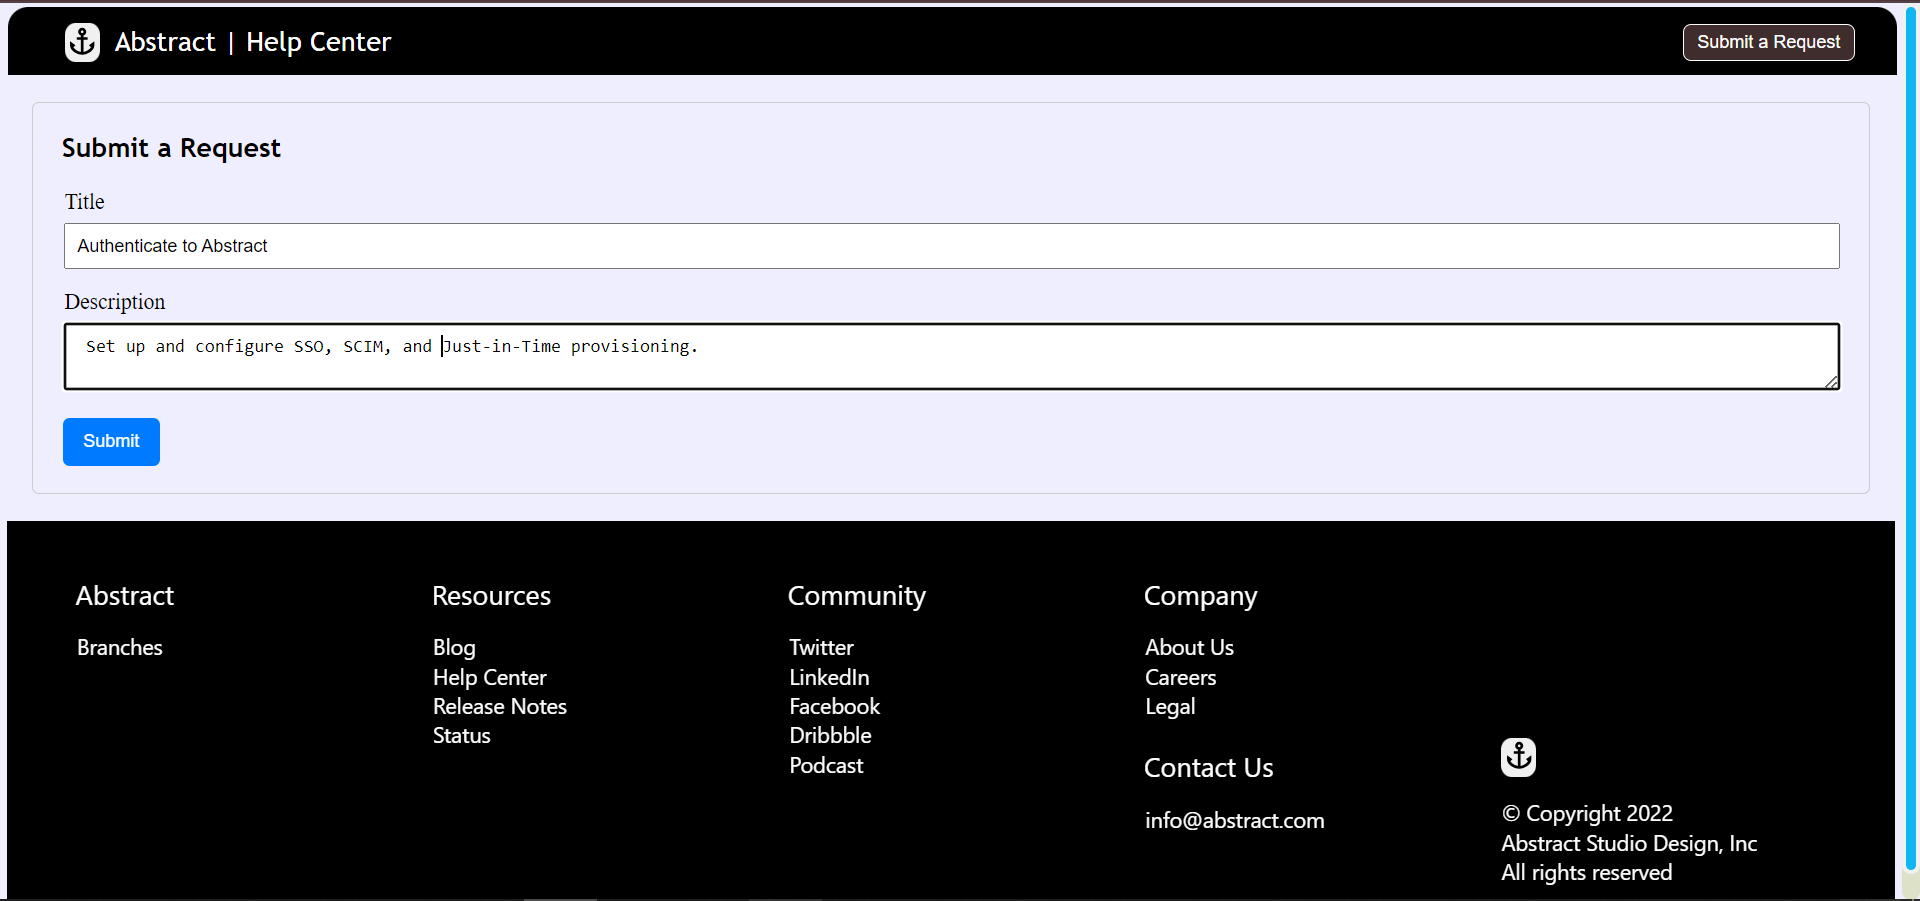 Abstract | Help Center
Submit a Request
Submit a Request
Title
Authenticate to Abstract
Description
Set up and configure SSO, SCIM, and Just-in-Time provisioning.
Submit
Abstract
Branches
Resources
Blog
Help Center
Release Notes
Status
Community
Twitter
LinkedIn
Facebook
Dribbble
Podcast
Company
About Us
Careers
Legal
Contact Us
info@abstract.com
© Copyright 2022
Abstract Studio Design, Inc
All rights reserved